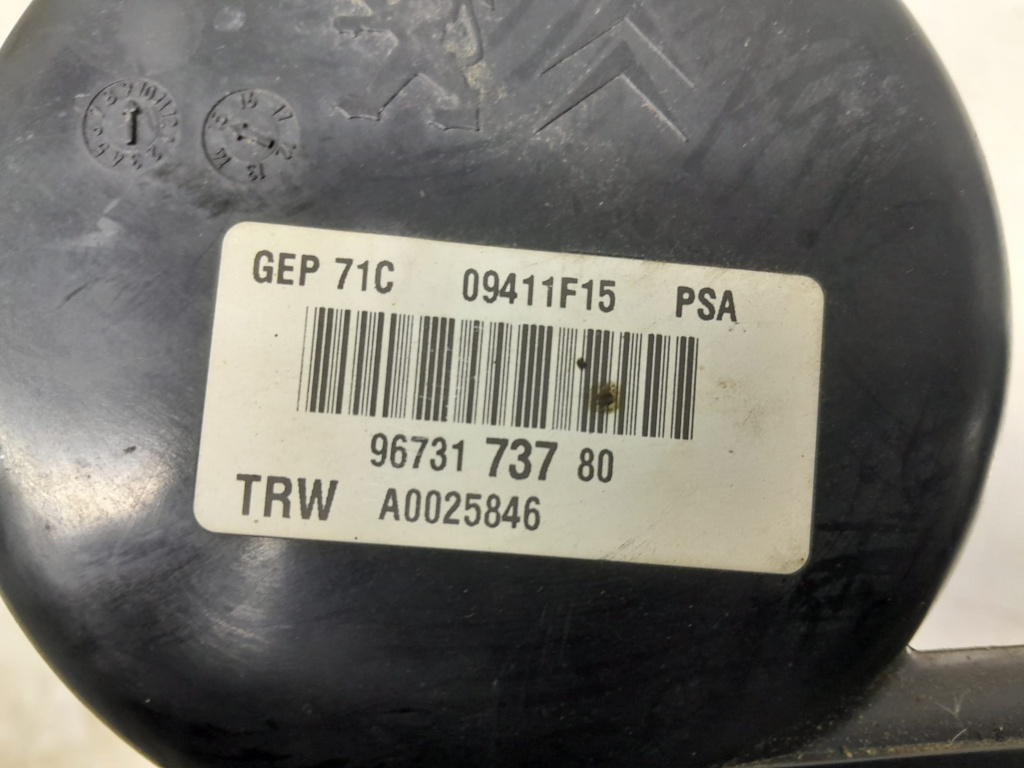 GEP 71C 09411F15 PSA
96731 737 80
TRW A0025846